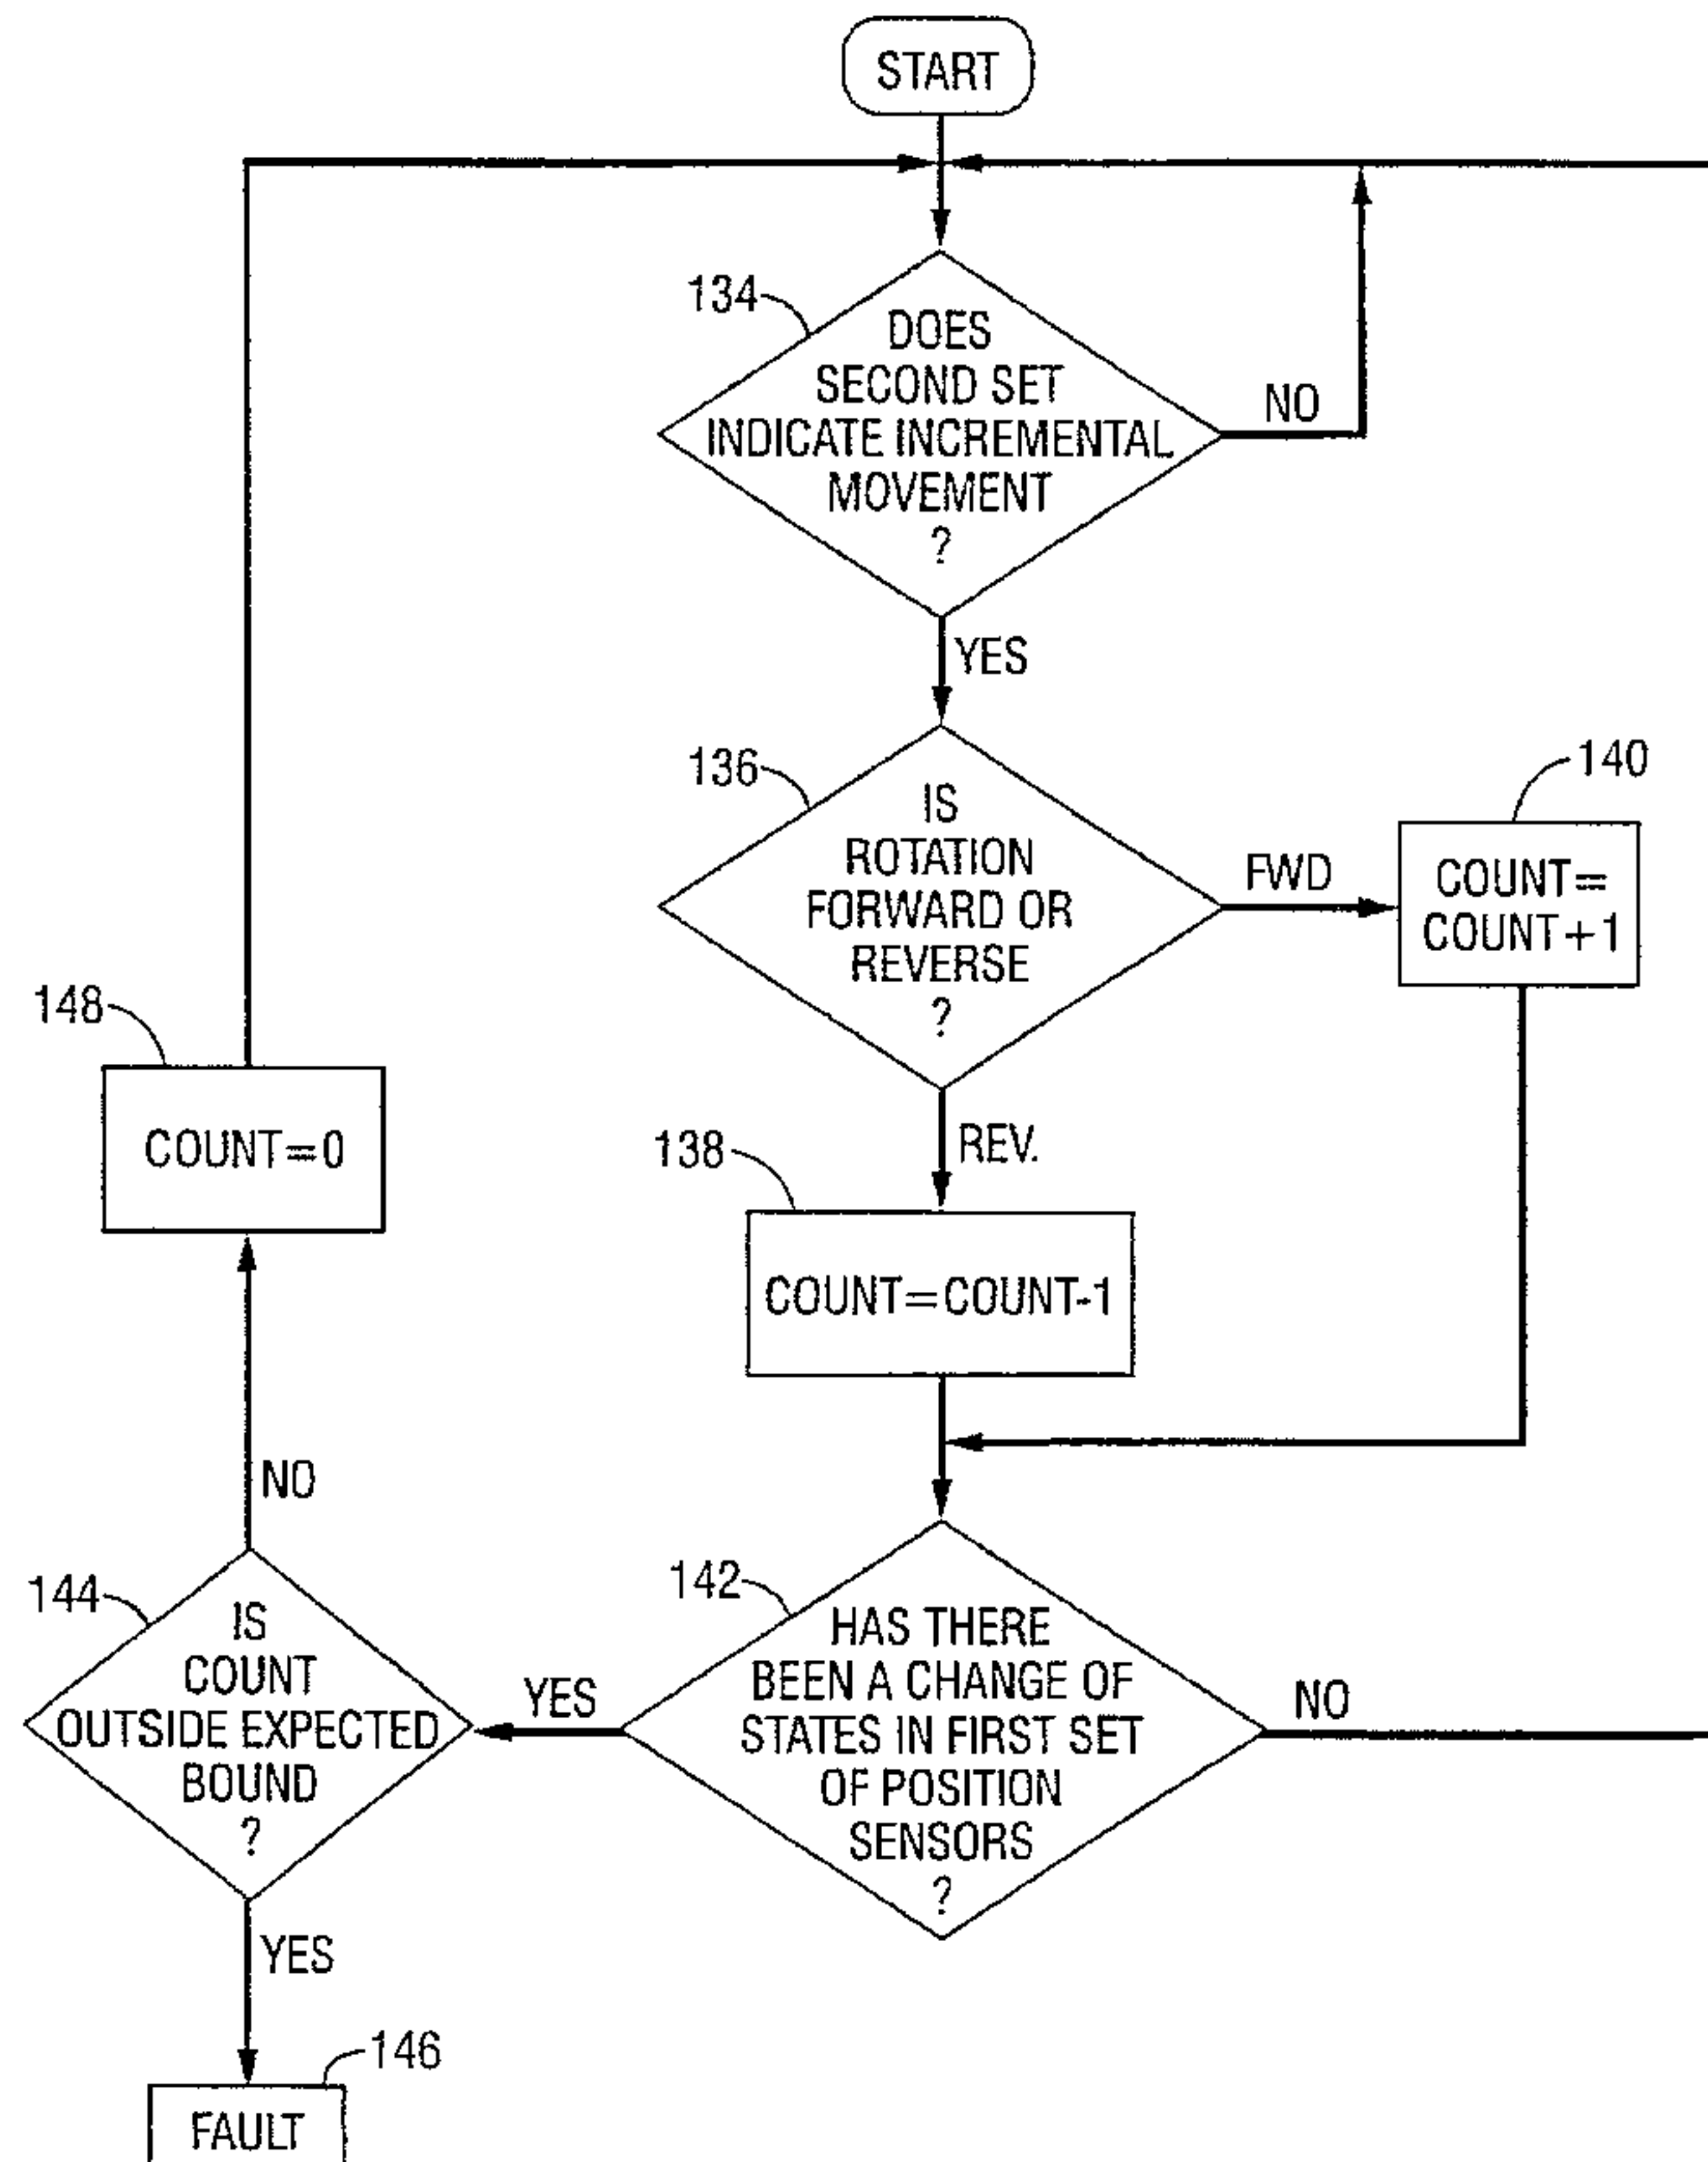 START
134
DOES
SECOND SET
INDICATE INCREMENTAL
MOVEMENT
?
NO
YES
136
IS
ROTATION
FORWARD OR
REVERSE
?
FWD
140
COUNT=
COUNT+1
148
COUNT=0
REV.
138
COUNT=COUNT-1
NO
144
IS
COUNT
OUTSIDE EXPECTED
BOUND
?
YES
142
HAS THERE
BEEN A CHANGE OF
STATES IN FIRST SET
OF POSITION
SENSORS
?
NO
YES
146
FAULT